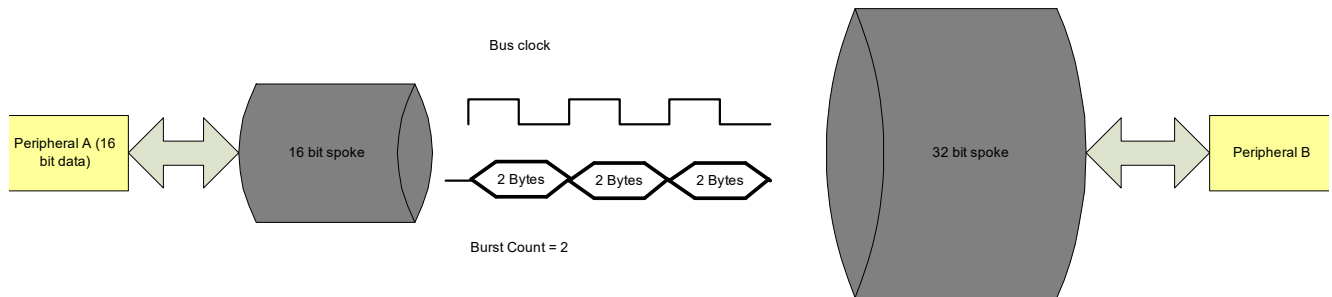 Bus clock
Peripheral A (16
bit data)
16 bit spoke
32 bit spoke
Peripheral B
2 Bytes
2 Bytes
2 Bytes
Burst Count = 2